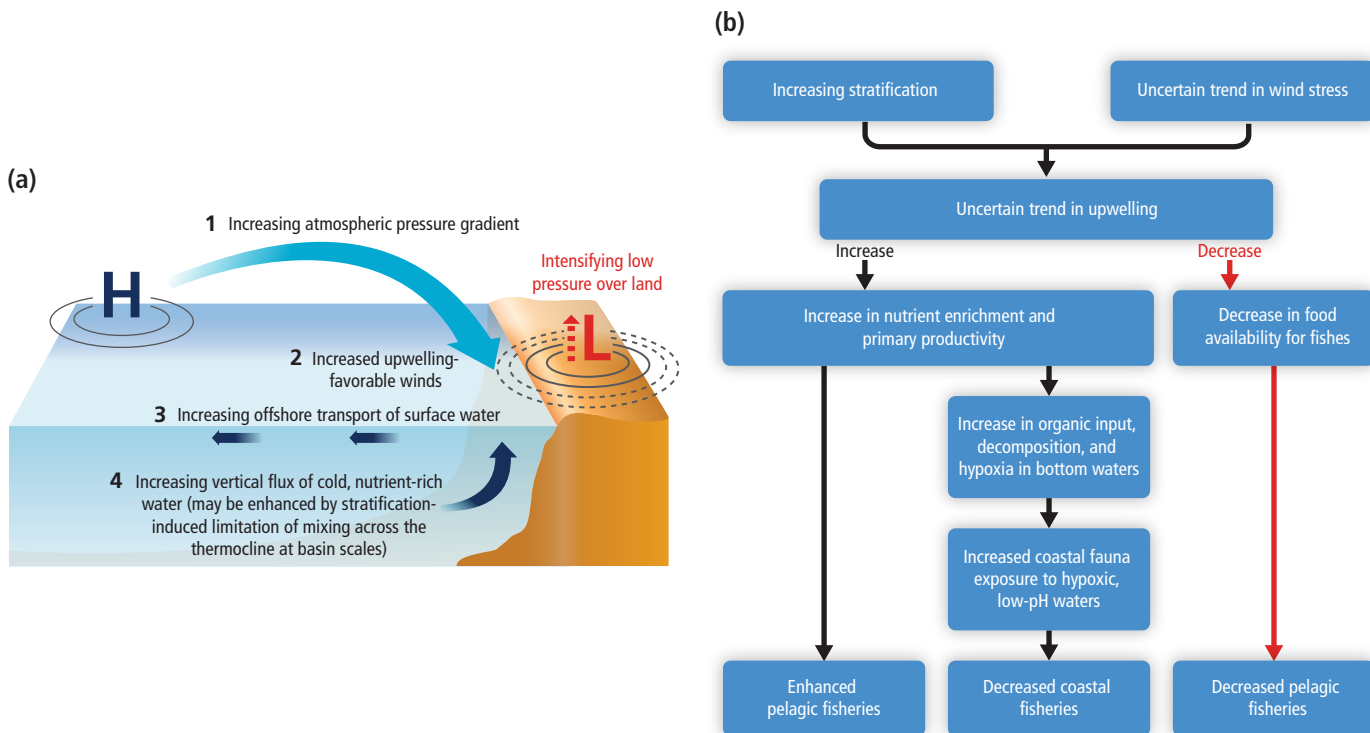 (a)
1 Increasing atmospheric pressure gradient
H
Intensifying low
pressure over land
L
2 Increased upwelling-
favorable winds
3 Increasing offshore transport of surface water
4 Increasing vertical flux of cold, nutrient-rich
water (may be enhanced by stratification-
induced limitation of mixing across the
thermocline at basin scales)
(b)
Increasing stratification
Uncertain trend in wind stress
Uncertain trend in upwelling
Increase
Decrease
Increase in nutrient enrichment and
primary productivity
Decrease in food
availability for fishes
Increase in organic input,
decomposition, and
hypoxia in bottom waters
Increased coastal fauna
exposure to hypoxic,
low-pH waters
Enhanced
pelagic fisheries
Decreased coastal
fisheries
Decreased pelagic
fisheries